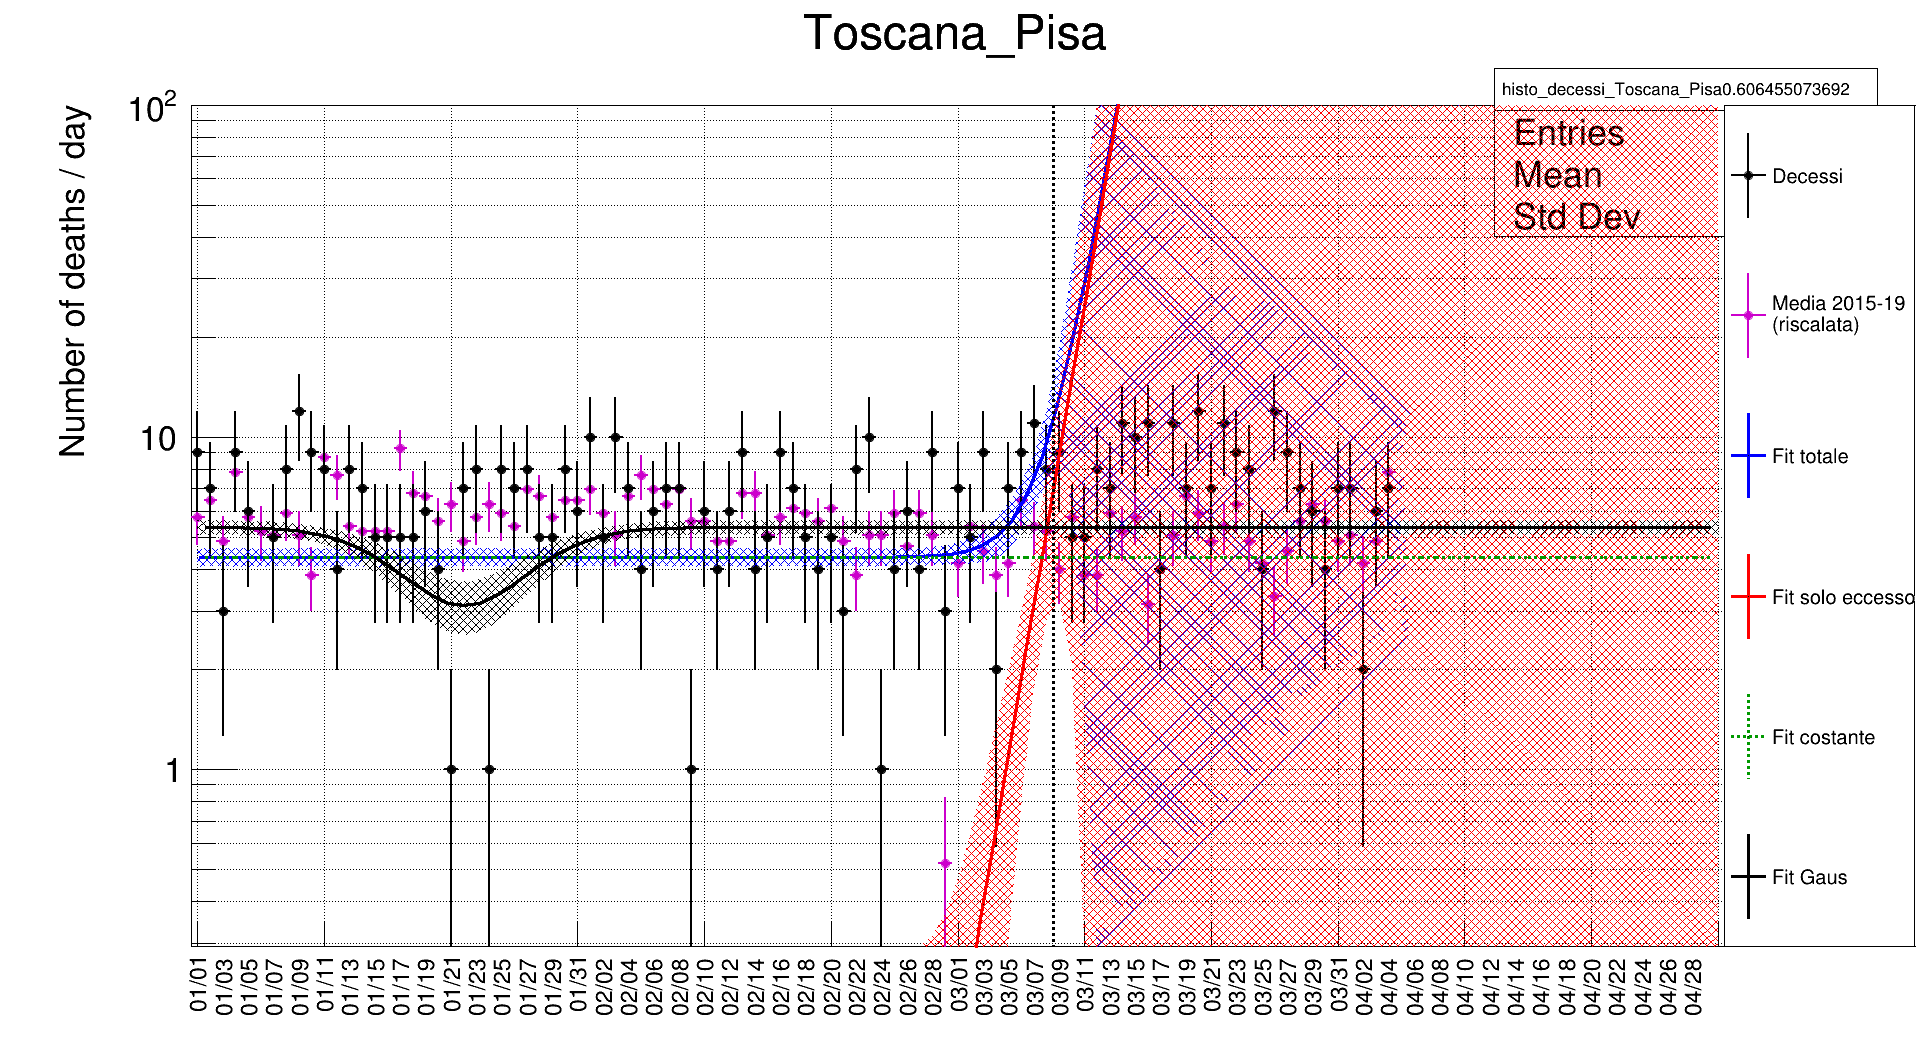 Toscana_Pisa
histo_decessi_Toscana_Pisa0.606455073692
Entries
Mean
Std Dev
Number of deaths / day
10²
10
1
Decessi
Media 2015-19
(riscalata)
Fit totale
Fit solo eccesso
Fit costante
Fit Gaus
01/01 01/03 01/05 01/07 01/09 01/11 01/13 01/15 01/17 01/19 01/21 01/23 01/25 01/27 01/29 01/31 02/02 02/04 02/06 02/08 02/10 02/12 02/14 02/16 02/18 02/20 02/22 02/24 02/26 02/28 03/01 03/03 03/05 03/07 03/09 03/11 03/13 03/15 03/17 03/19 03/21 03/23 03/25 03/27 03/29 03/31 04/02 04/04 04/06 04/08 04/10 04/12 04/14 04/16 04/18 04/20 04/22 04/24 04/26 04/28